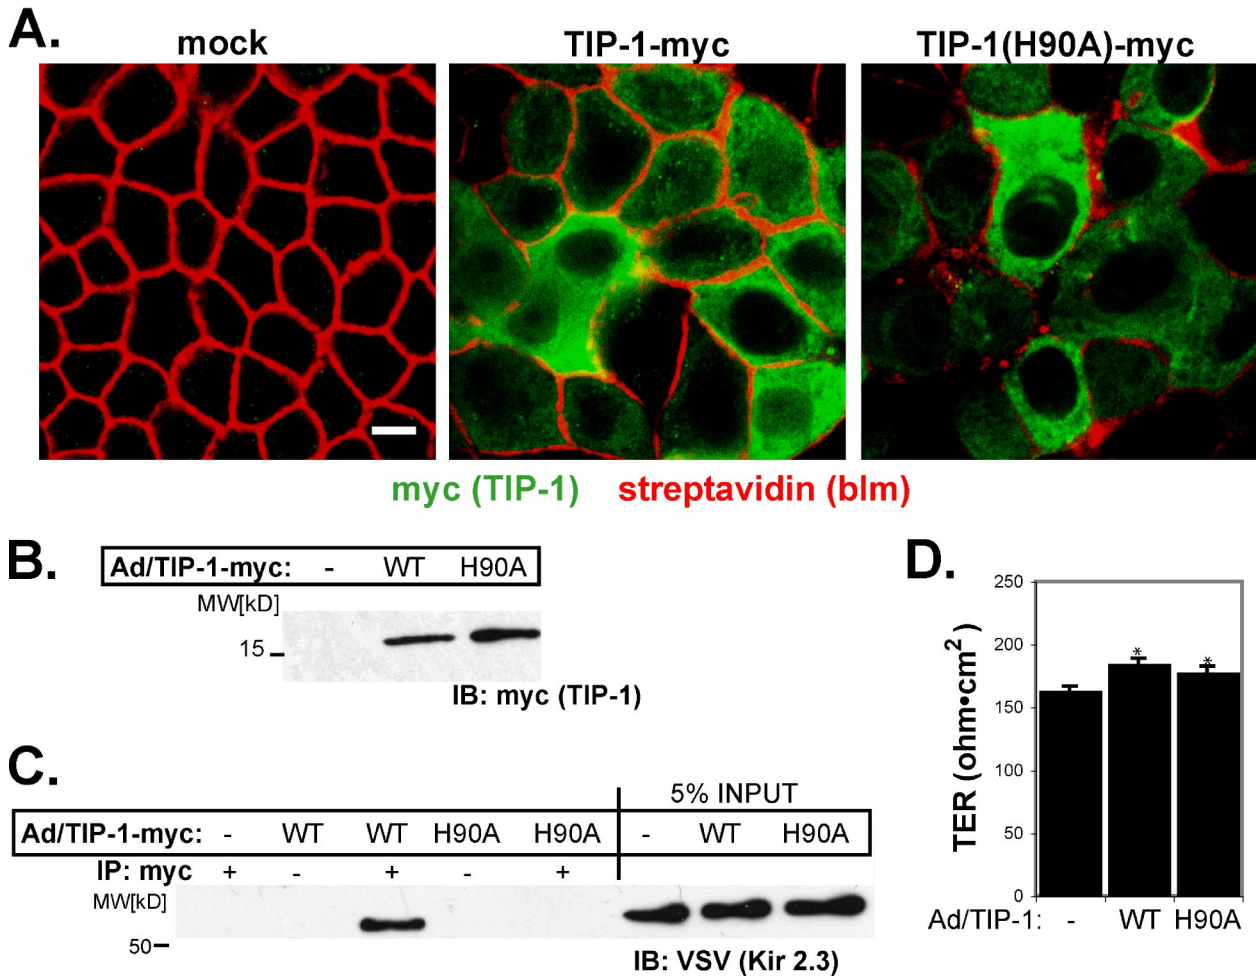 A.
mock TIP-1-myc TIP-1(H90A)-myc
myc (TIP-1) streptavidin (blm)
B.
Ad/TIP-1-myc: - WT H90A
MW[kD]
15
IB: myc (TIP-1)
C.
5% INPUT
Ad/TIP-1-myc: - WT WT H90A H90A - WT H90A
IP: myc + - + - +
MW[kD]
50
IB: VSV (Kir 2.3)
D.
TER (ohm•cm²)
250
200
150
100
50
0
* *
Ad/TIP-1: - WT H90A